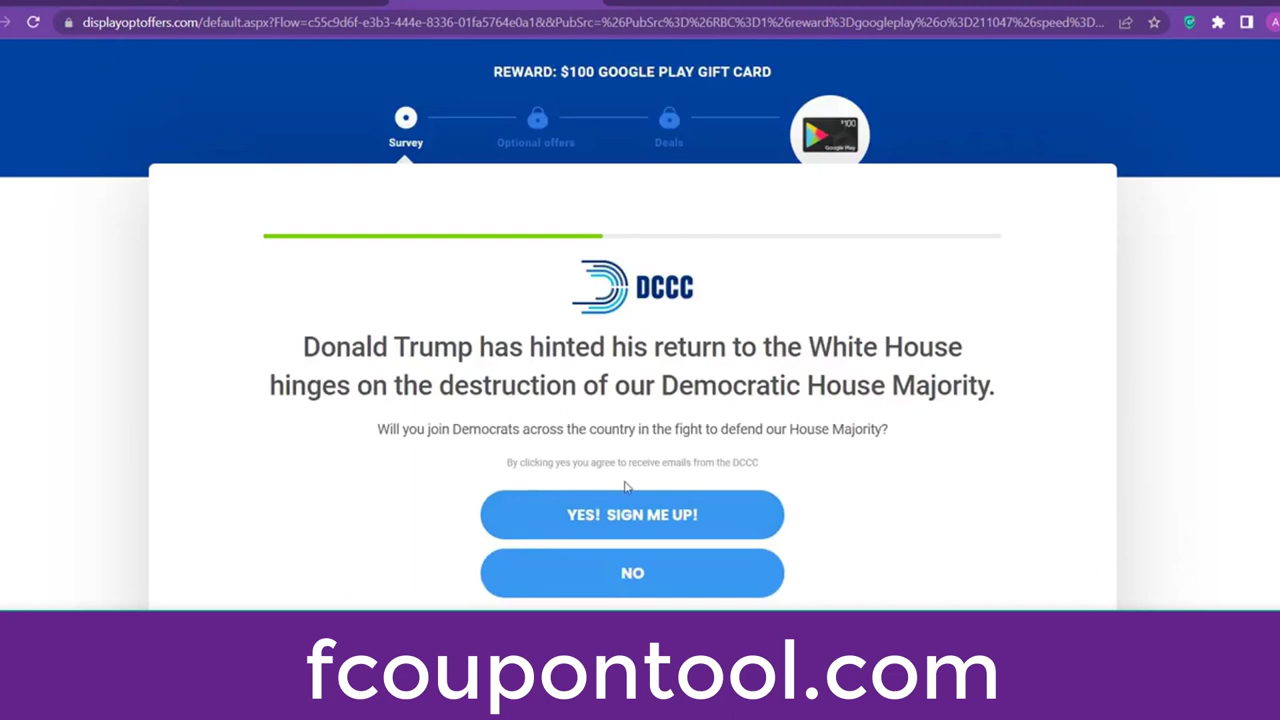 displayoptoffers.com/default.aspx?Flow=c55c9d6f-e3b3-444e-8336-01fa5764e0a1&&PubSrc=%26PubSrc%3D%26RBC%3D1%26reward%3Dgoogleplay%26o%3D211047%26speed%3D...
A
REWARD: $100 GOOGLE PLAY GIFT CARD
$100
Google Play
Survey
Optional offers
Deals
DCCC
Donald Trump has hinted his return to the White House
hinges on the destruction of our Democratic House Majority.
Will you join Democrats across the country in the fight to defend our House Majority?
By clicking yes you agree to receive emails from the DCCC
YES! SIGN ME UP!
NO
fcoupontool.com